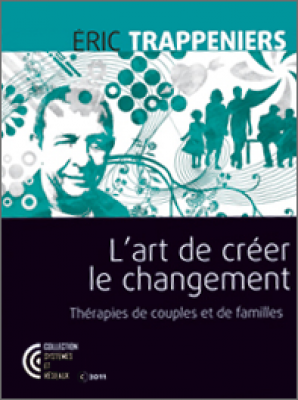 ÉRIC TRAPPENIERS
L'art de créer
le changement
Thérapies de couples et de familles
COLLECTION
SYSTÈMES
ET
RÉSEAUX